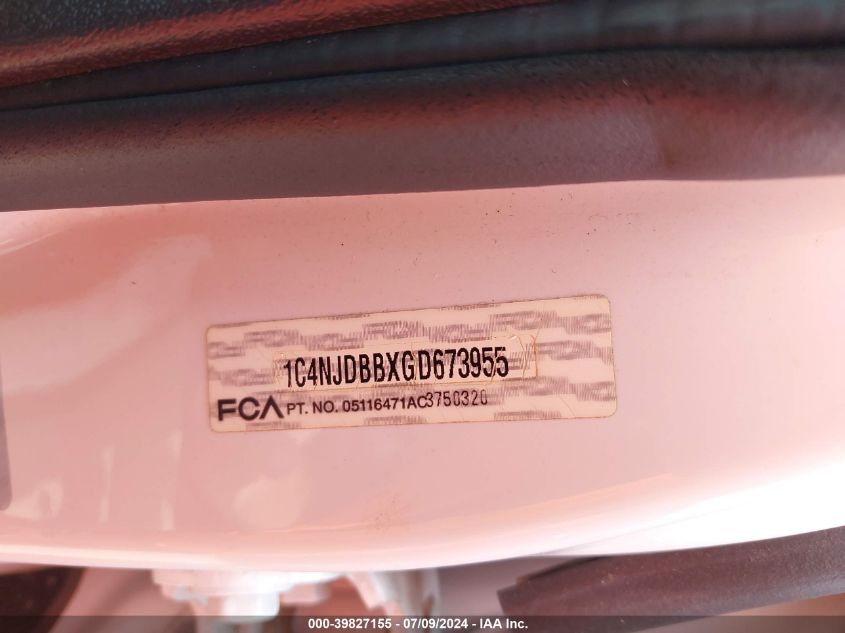 1C4NJDBBXGD673955
FCA PT. NO. 05116471AC3750320
000-39827155 - 07/09/2024 - IAA Inc.